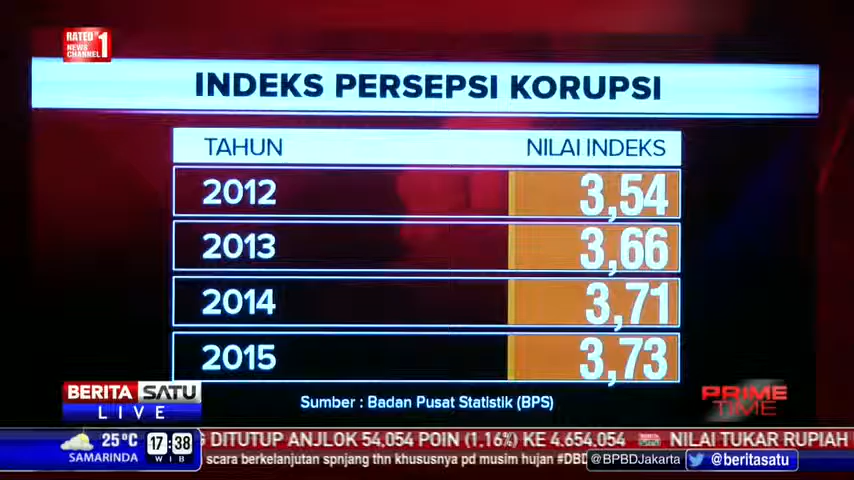 RATED #1
NEWS
CHANNEL
INDEKS PERSEPSI KORUPSI
TAHUN NILAI INDEKS
2012 3,54
2013 3,66
2014 3,71
2015 3,73
Sumber : Badan Pusat Statistik (BPS)
BERITA SATU
LIVE
PRIME
TIME
25°C
SAMARINDA
17:38
WIB
G DITUTUP ANJLOK 54,054 POIN (1.16%) KE 4.654,054 NILAI TUKAR RUPIAH
scara berkelanjutan spnjang thn khususnya pd musim hujan #DBD @BPBDJakarta @beritasatu